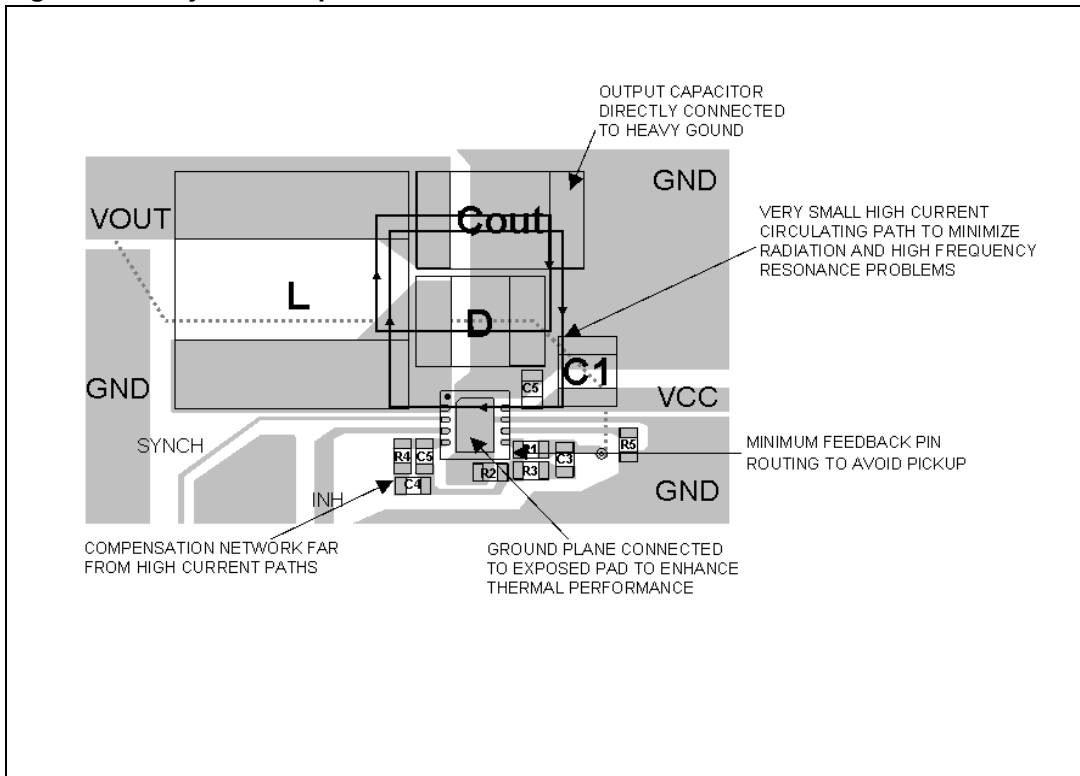 OUTPUT CAPACITOR
DIRECTLY CONNECTED
TO HEAVY GOUND
GND
VOUT
Cout
VERY SMALL HIGH CURRENT
CIRCULATING PATH TO MINIMIZE
RADIATION AND HIGH FREQUENCY
RESONANCE PROBLEMS
L
D
C1
C5
GND
VCC
SYNCH
R4
C5
R1
C3
R5
MINIMUM FEEDBACK PIN
ROUTING TO AVOID PICKUP
R2
R3
C4
INH
GND
COMPENSATION NETWORK FAR
FROM HIGH CURRENT PATHS
GROUND PLANE CONNECTED
TO EXPOSED PAD TO ENHANCE
THERMAL PERFORMANCE